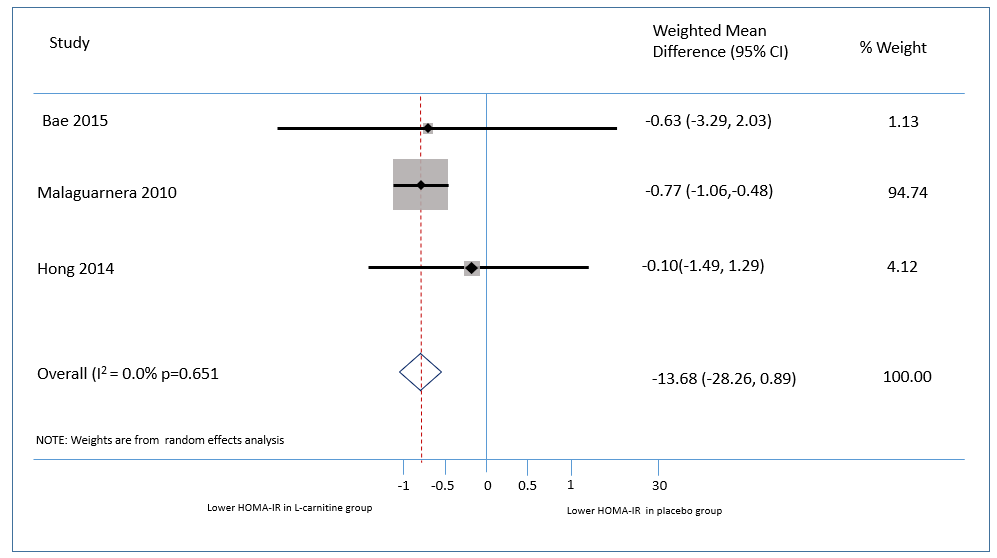 Study
Weighted Mean
Difference (95% CI)
% Weight
Bae 2015
-0.63 (-3.29, 2.03)
1.13
Malaguarnera 2010
-0.77 (-1.06,-0.48)
94.74
Hong 2014
-0.10(-1.49, 1.29)
4.12
Overall (I² = 0.0% p=0.651
-13.68 (-28.26, 0.89)
100.00
NOTE: Weights are from random effects analysis
-1 -0.5 0 0.5 1 30
Lower HOMA-IR in L-carnitine group
Lower HOMA-IR in placebo group